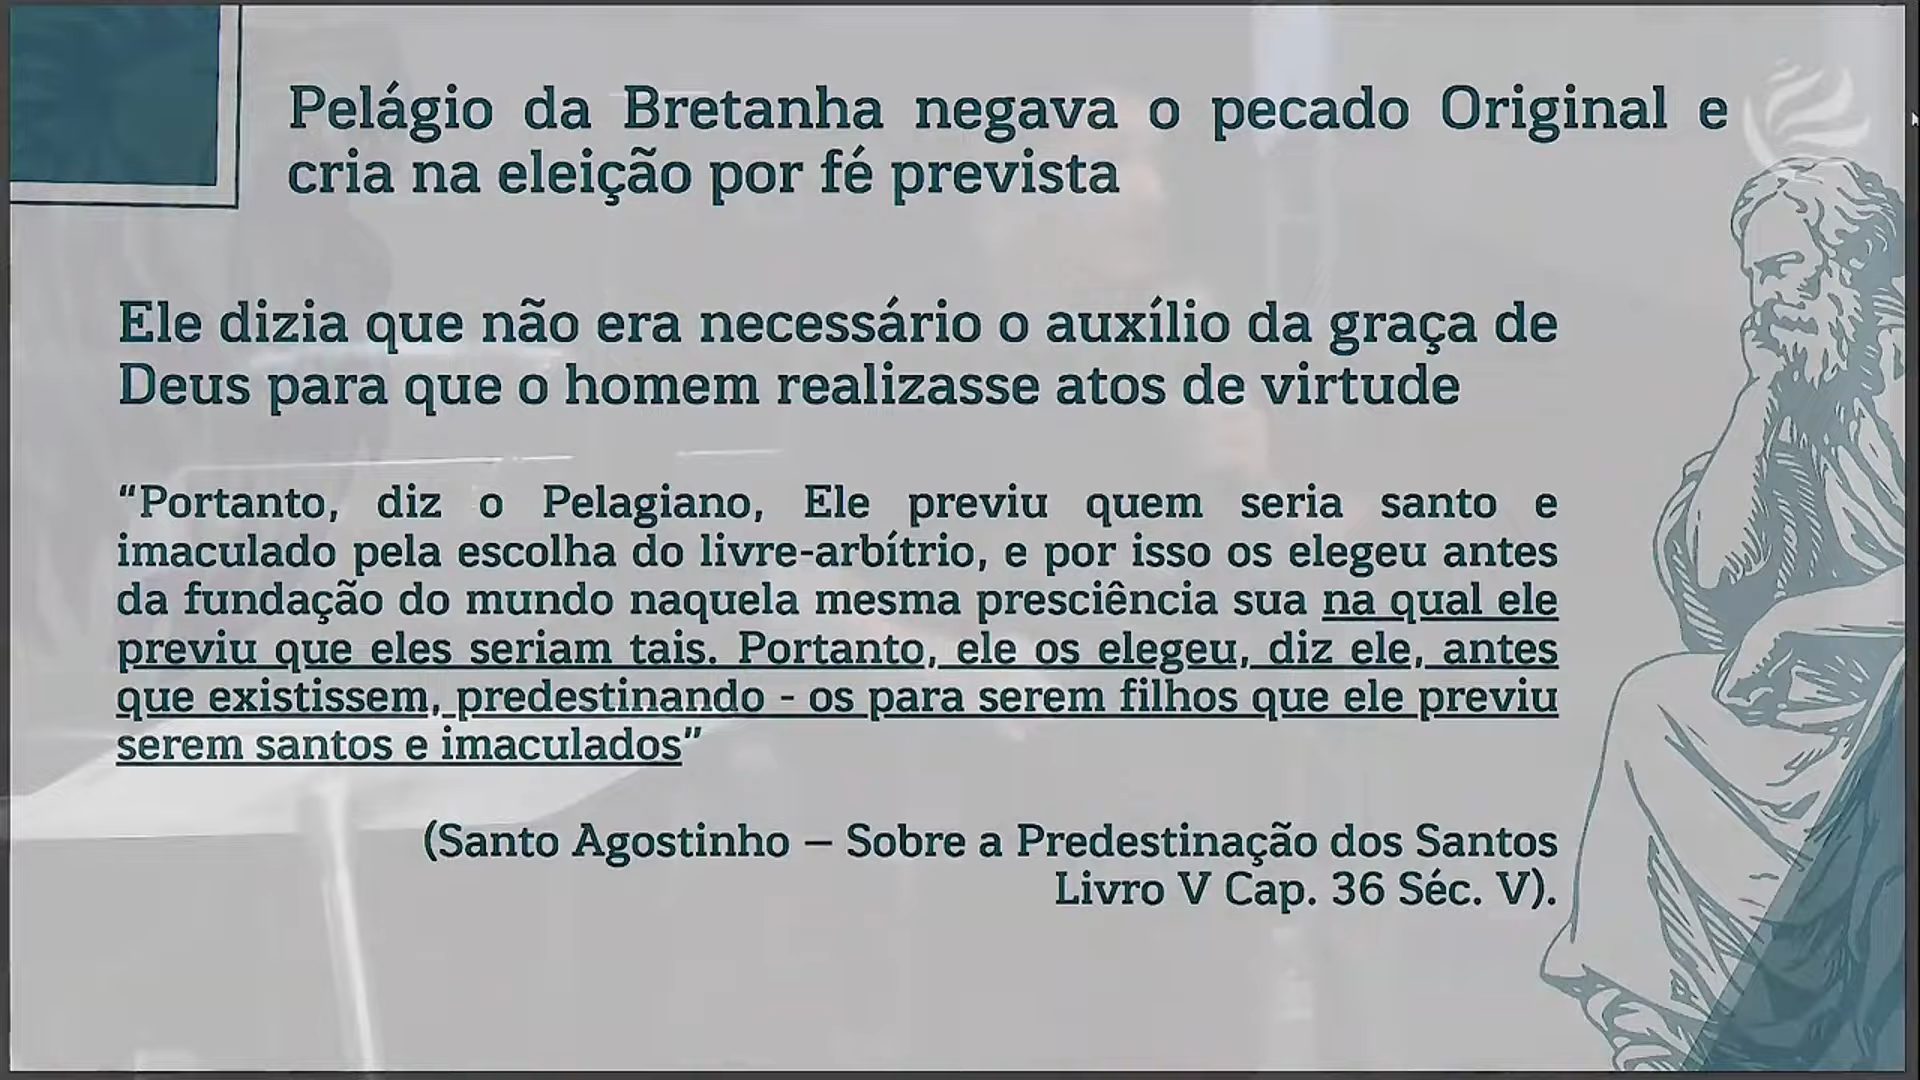 Pelágio da Bretanha negava o pecado Original e
cria na eleição por fé prevista
Ele dizia que não era necessário o auxílio da graça de
Deus para que o homem realizasse atos de virtude
“Portanto, diz o Pelagiano, Ele previu quem seria santo e
imaculado pela escolha do livre-arbítrio, e por isso os elegeu antes
da fundação do mundo naquela mesma presciência sua na qual ele
previu que eles seriam tais. Portanto, ele os elegeu, diz ele, antes
que existissem, predestinando - os para serem filhos que ele previu
serem santos e imaculados”
(Santo Agostinho – Sobre a Predestinação dos Santos
Livro V Cap. 36 Séc. V).